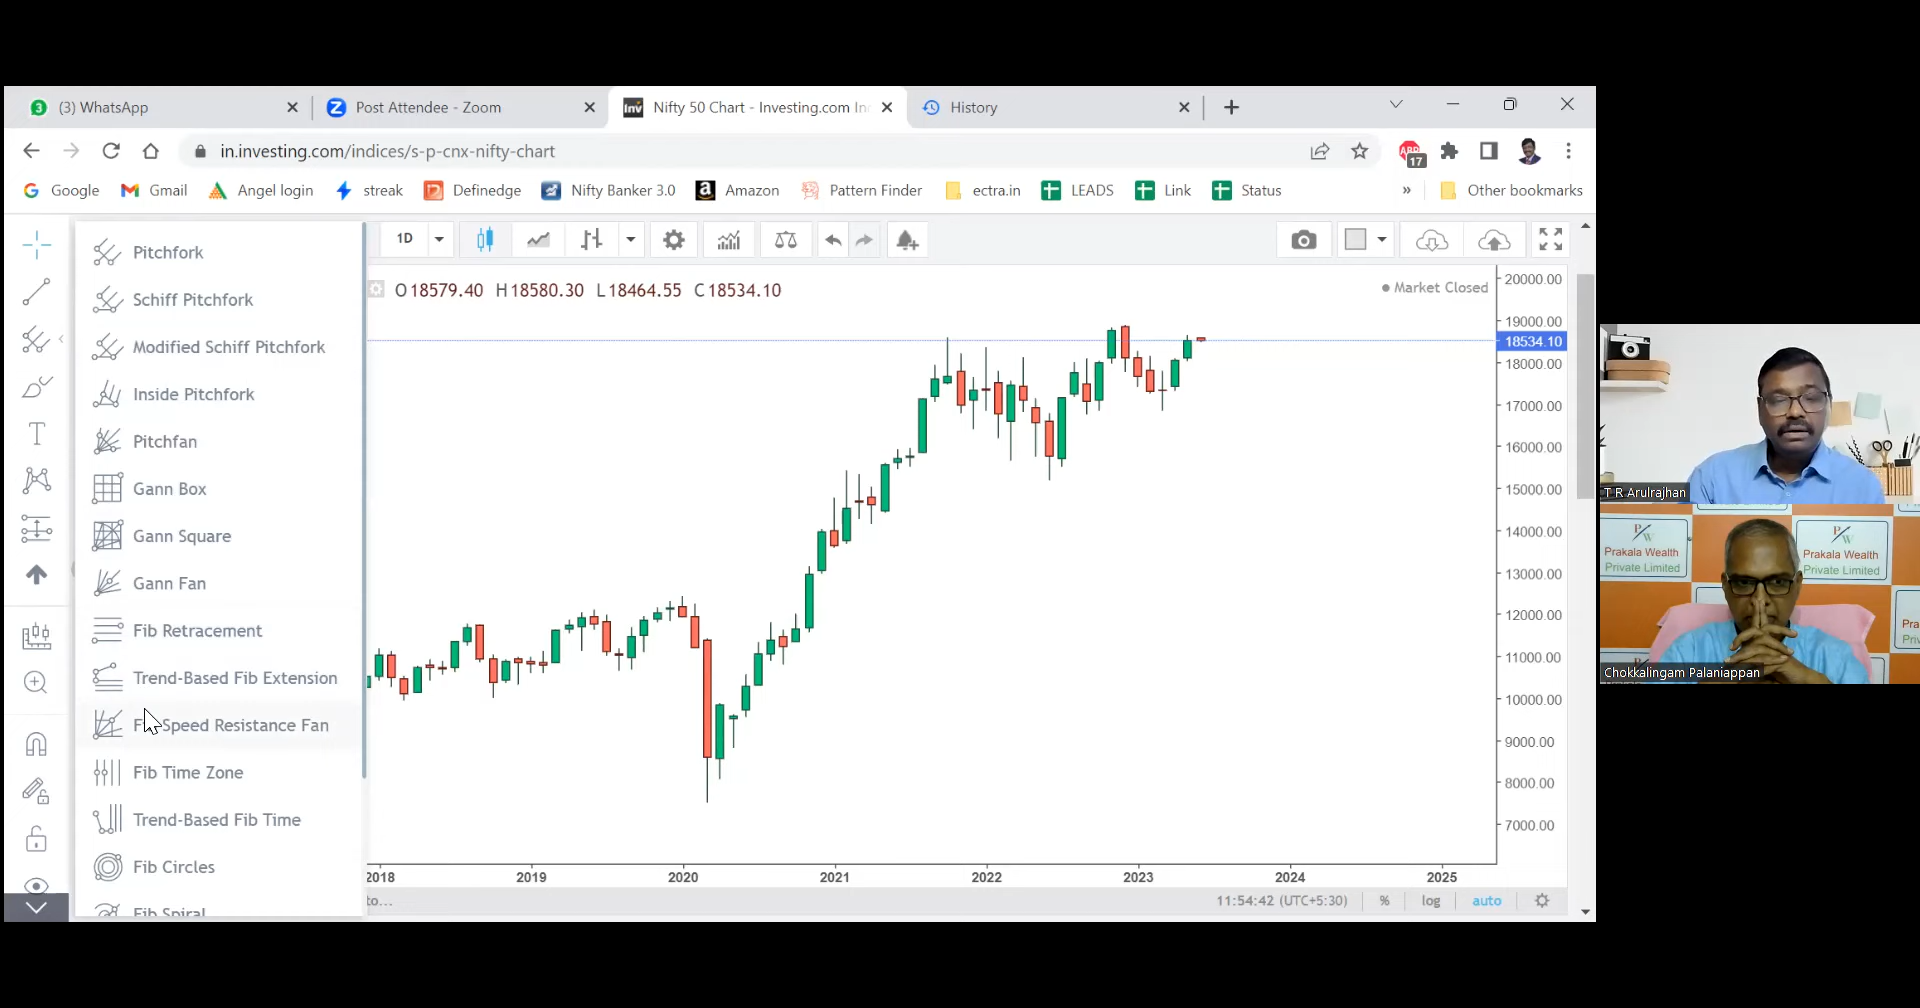 3 (3) WhatsApp
Post Attendee - Zoom
Inv Nifty 50 Chart - Investing.com In
History
in.investing.com/indices/s-p-cnx-nifty-chart
ABP 17
Google
Gmail
Angel login
streak
Definedge
Nifty Banker 3.0
Amazon
Pattern Finder
ectra.in
LEADS
Link
Status
»
Other bookmarks
1D
Pitchfork
Schiff Pitchfork
Modified Schiff Pitchfork
Inside Pitchfork
Pitchfan
Gann Box
Gann Square
Gann Fan
Fib Retracement
Trend-Based Fib Extension
Speed Resistance Fan
Fib Time Zone
Trend-Based Fib Time
Fib Circles
Fib Spiral
O 18579.40 H 18580.30 L 18464.55 C 18534.10
Market Closed
20000.00
19000.00
18534.10
18000.00
17000.00
16000.00
15000.00
14000.00
13000.00
12000.00
11000.00
10000.00
9000.00
8000.00
7000.00
2018 2019 2020 2021 2022 2023 2024 2025
to...
11:54:42 (UTC+5:30) % log auto
T R Arulrajhan
P W
Prakala Wealth
Private Limited
P W
Prakala Wealth
Private Limited
Chokkalingam Palaniappan